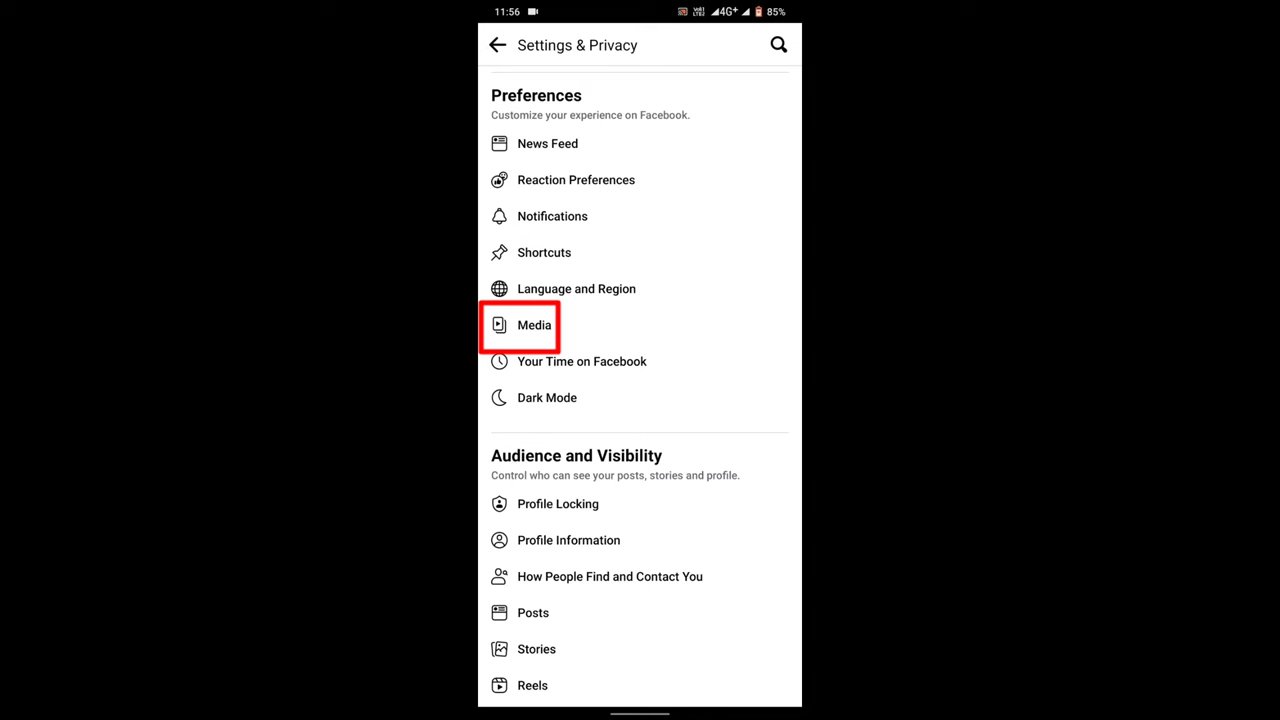 11:56 4G+ 85%
Settings & Privacy
Preferences
Customize your experience on Facebook.
News Feed
Reaction Preferences
Notifications
Shortcuts
Language and Region
Media
Your Time on Facebook
Dark Mode
Audience and Visibility
Control who can see your posts, stories and profile.
Profile Locking
Profile Information
How People Find and Contact You
Posts
Stories
Reels